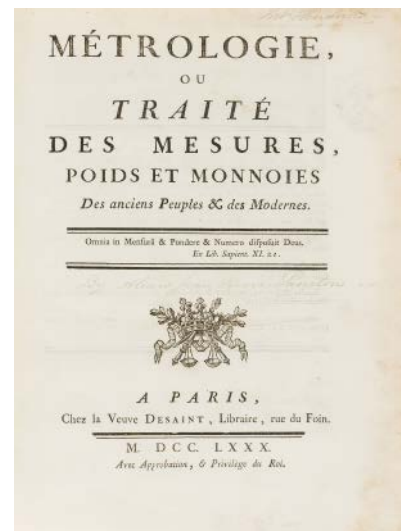 MÉTROLOGIE,
OU
TRAITÉ
DES MESURES,
POIDS ET MONNOIES
Des anciens Peuples & des Modernes.
Omnia in Mensurâ & Pondere & Numero disposuit Deus.
Ex Lib. Sapient. XI. 21.
A PARIS,
Chez la Veuve DESAINT, Libraire, rue du Foin.
M. DCC. LXXX.
Avec Approbation, & Privilege du Roi.